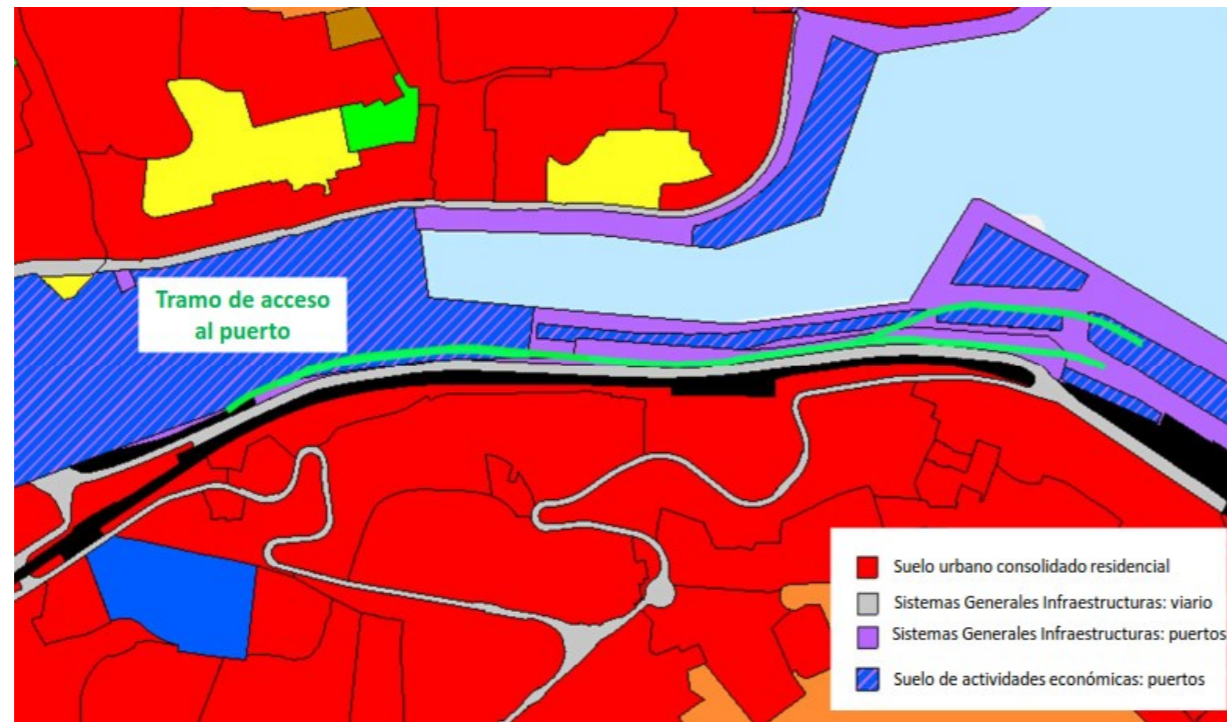 Tramo de acceso
al puerto
Suelo urbano consolidado residencial
Sistemas Generales Infraestructuras: viario
Sistemas Generales Infraestructuras: puertos
Suelo de actividades económicas: puertos